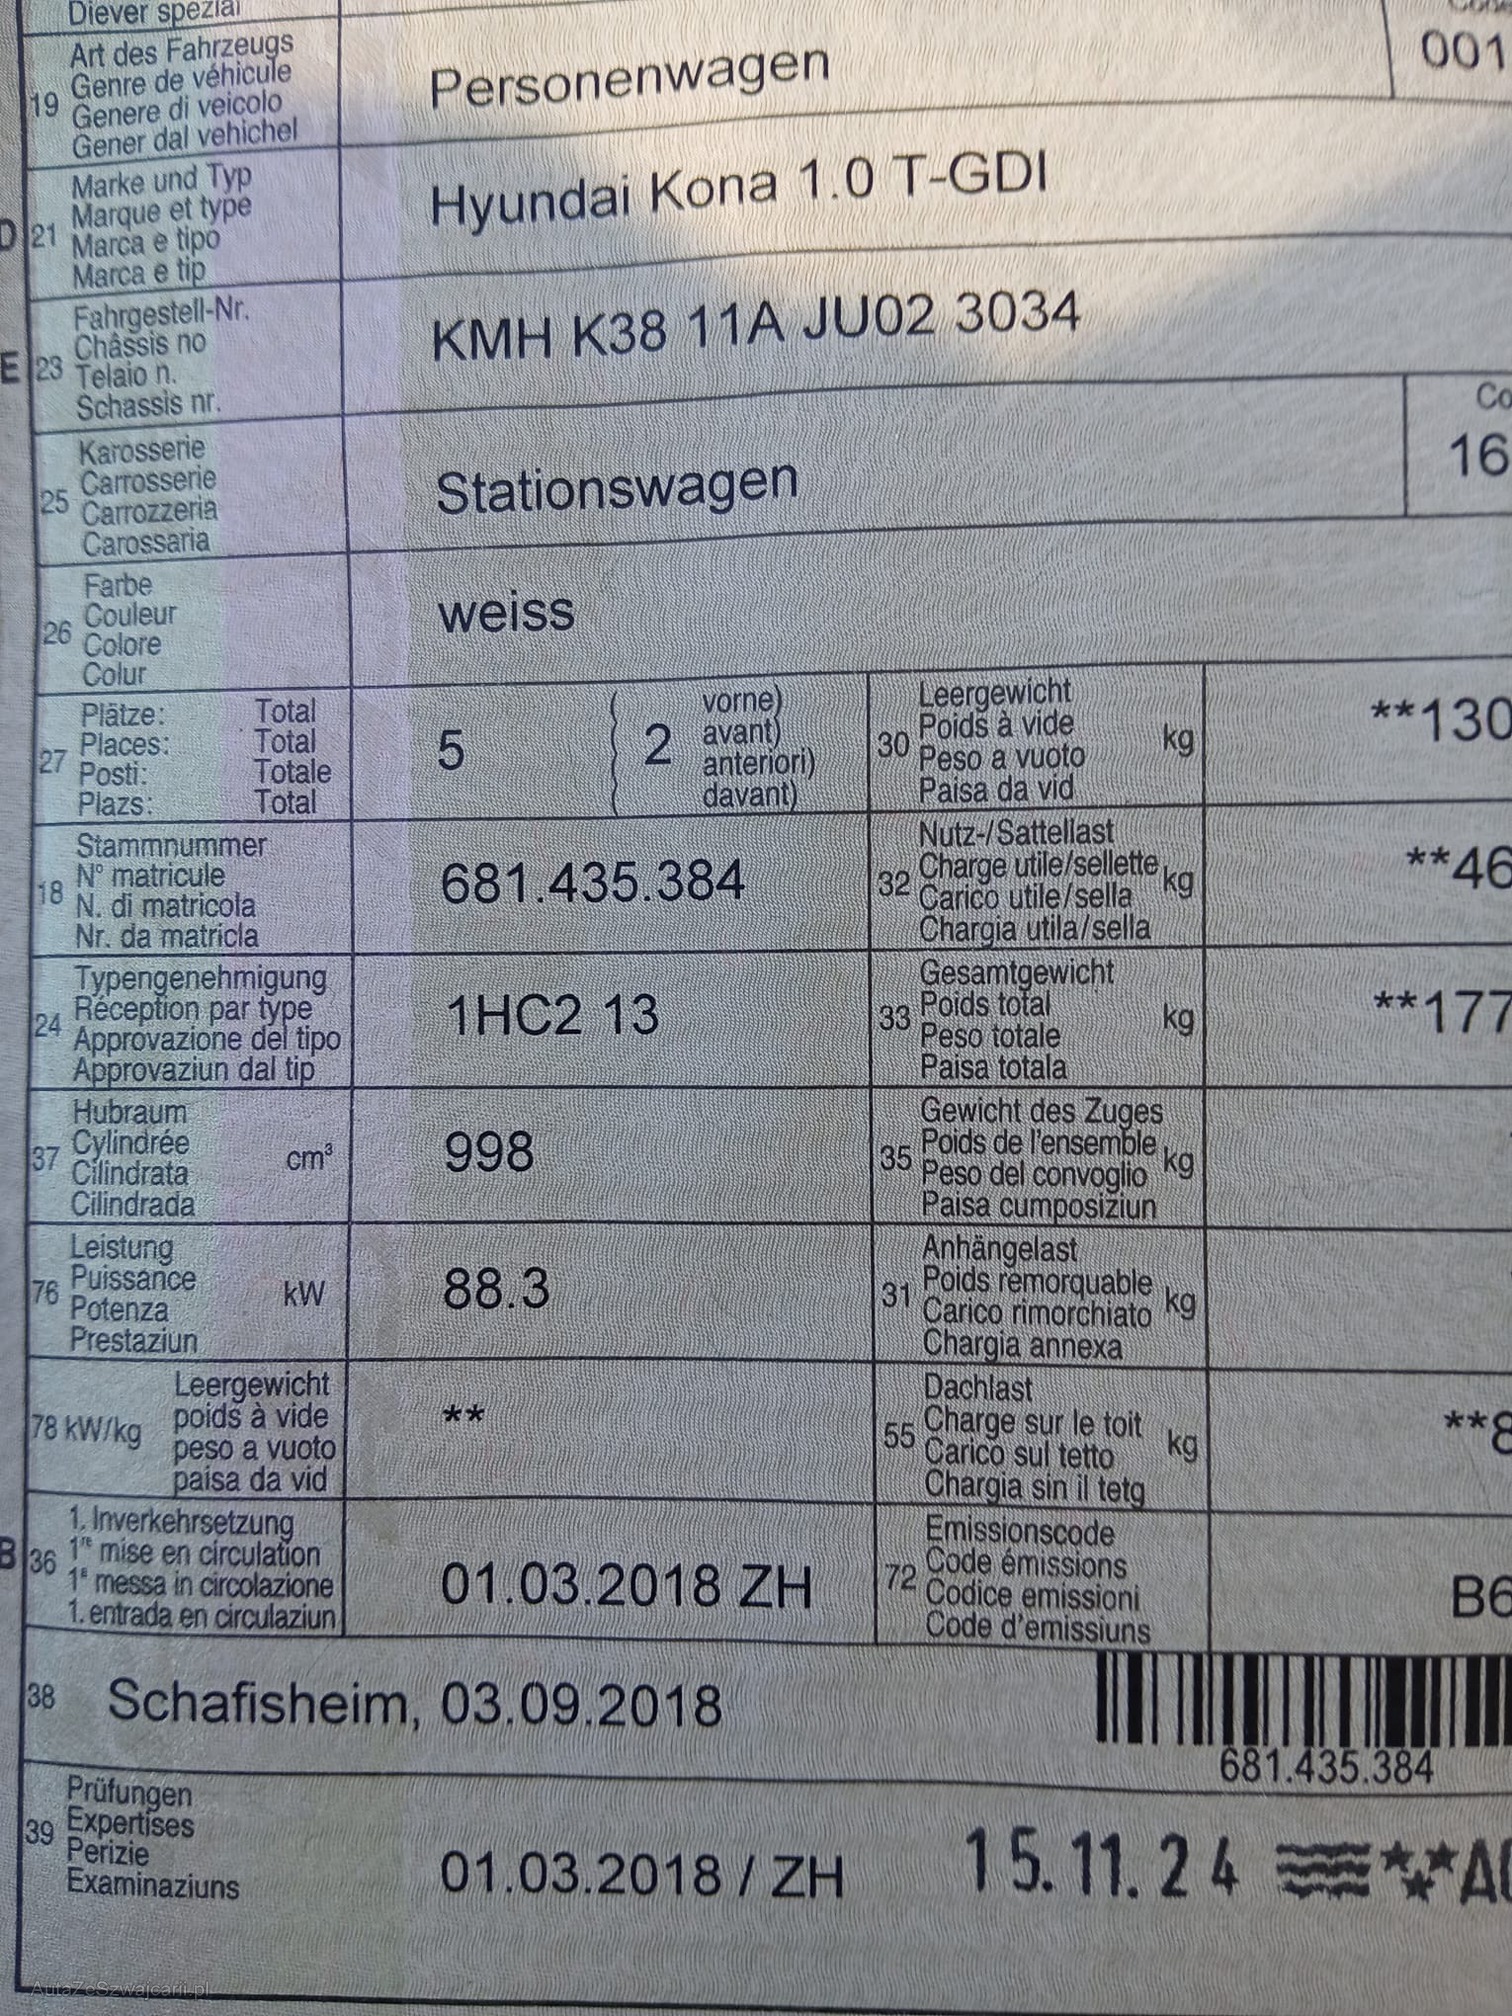 Diever spezial
19 Art des Fahrzeugs
Genre de véhicule
Genere di veicolo
Gener dal vehichel
Personenwagen
001
D 21 Marke und Typ
Marque et type
Marca e tipo
Marca e tip
Hyundai Kona 1.0 T-GDI
E 23 Fahrgestell-Nr.
Châssis no
Telaio n.
Schassis nr.
KMH K38 11A JU02 3034
25 Karosserie
Carrosserie
Carrozzeria
Carossaria
Stationswagen
Co
16
26 Farbe
Couleur
Colore
Colur
weiss
27 Plätze: Total
Places: Total
Posti: Totale
Plazs: Total
5 ( 2 vorne)
avant)
anteriori)
davant)
30 Leergewicht
Poids à vide
Peso a vuoto
Paisa da vid
kg
**130
18 Stammnummer
N° matricule
N. di matricola
Nr. da matricla
681.435.384
32 Nutz-/Sattellast
Charge utile/sellette
Carico utile/sella
Chargia utila/sella
kg
**46
24 Typengenehmigung
Réception par type
Approvazione del tipo
Approvaziun dal tip
1HC2 13
33 Gesamtgewicht
Poids total
Peso totale
Paisa totala
kg
**177
37 Hubraum
Cylindrée
Cilindrata
Cilindrada
cm³
998
35 Gewicht des Zuges
Poids de l'ensemble
Peso del convoglio
Paisa cumposiziun
kg
76 Leistung
Puissance
Potenza
Prestaziun
kW
88.3
31 Anhängelast
Poids remorquable
Carico rimorchiato
Chargia annexa
kg
78 kW/kg Leergewicht
poids à vide
peso a vuoto
paisa da vid
**
55 Dachlast
Charge sur le toit
Carico sul tetto
Chargia sin il tetg
kg
**8
B 36 1. Inverkehrsetzung
1re mise en circulation
1a messa in circolazione
1. entrada en circulaziun
01.03.2018 ZH
72 Emissionscode
Code émissions
Codice emissioni
Code d'emissiuns
B6
38 Schafisheim, 03.09.2018
681.435.384
39 Prüfungen
Expertises
Perizie
Examinaziuns
01.03.2018 / ZH
15.11.24 ****A
AutaZeSzwajcarii.pl